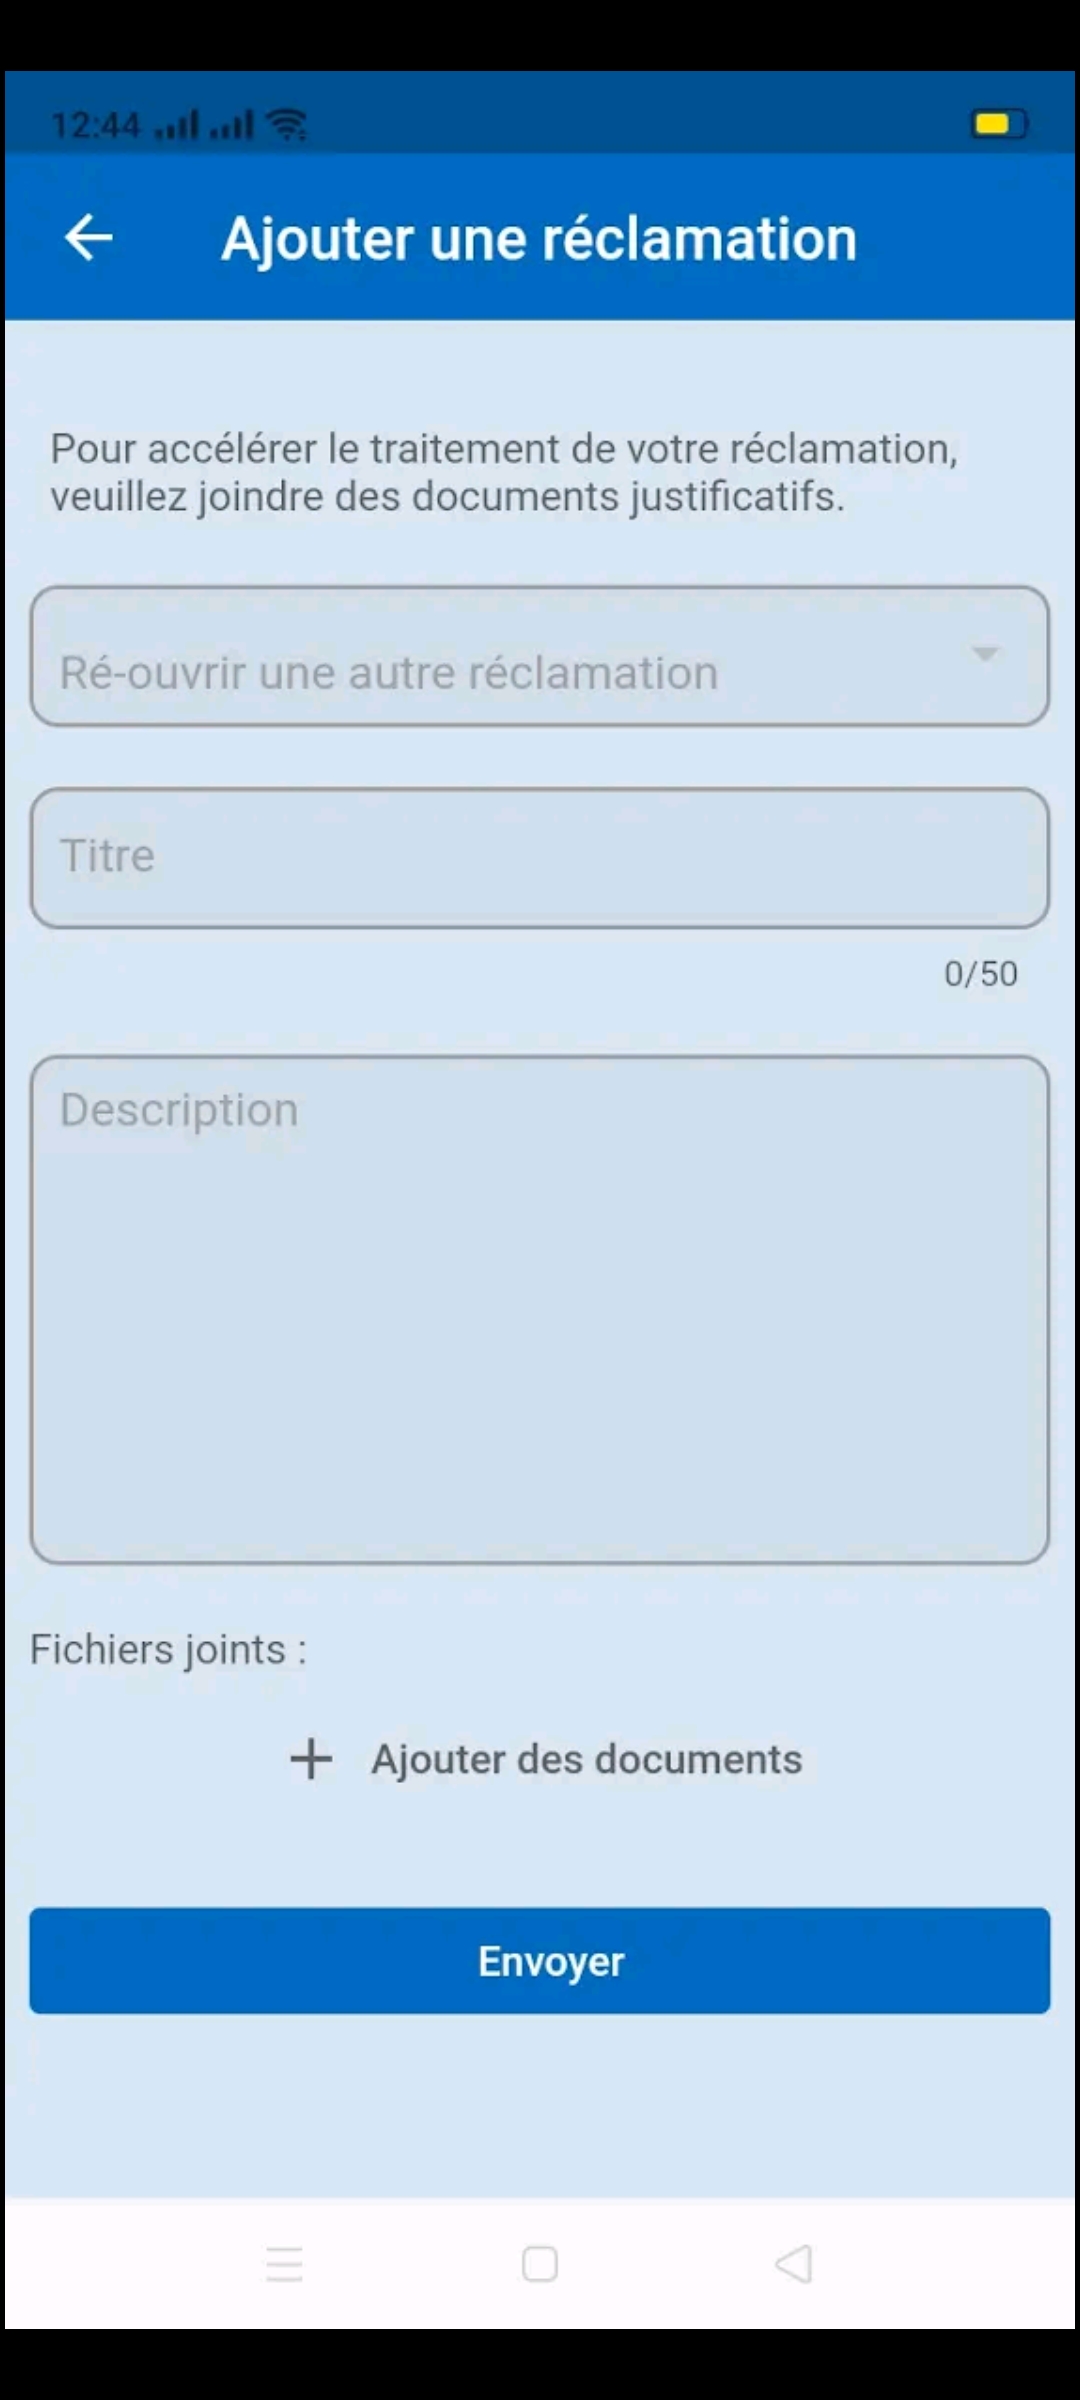 12:44
Ajouter une réclamation
Pour accélérer le traitement de votre réclamation,
veuillez joindre des documents justificatifs.
Ré-ouvrir une autre réclamation
Titre
0/50
Description
Fichiers joints :
+ Ajouter des documents
Envoyer